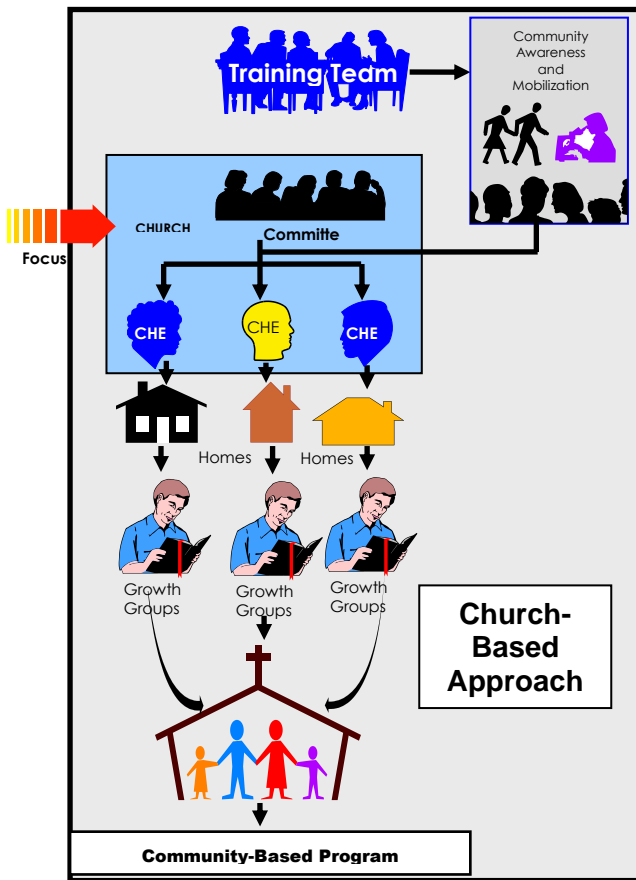 Training Team
Community
Awareness
and
Mobilization
CHURCH
Committe
Focus
CHE
CHE
CHE
Homes
Homes
Growth
Groups
Growth
Groups
Growth
Groups
Church-
Based
Approach
Community-Based Program